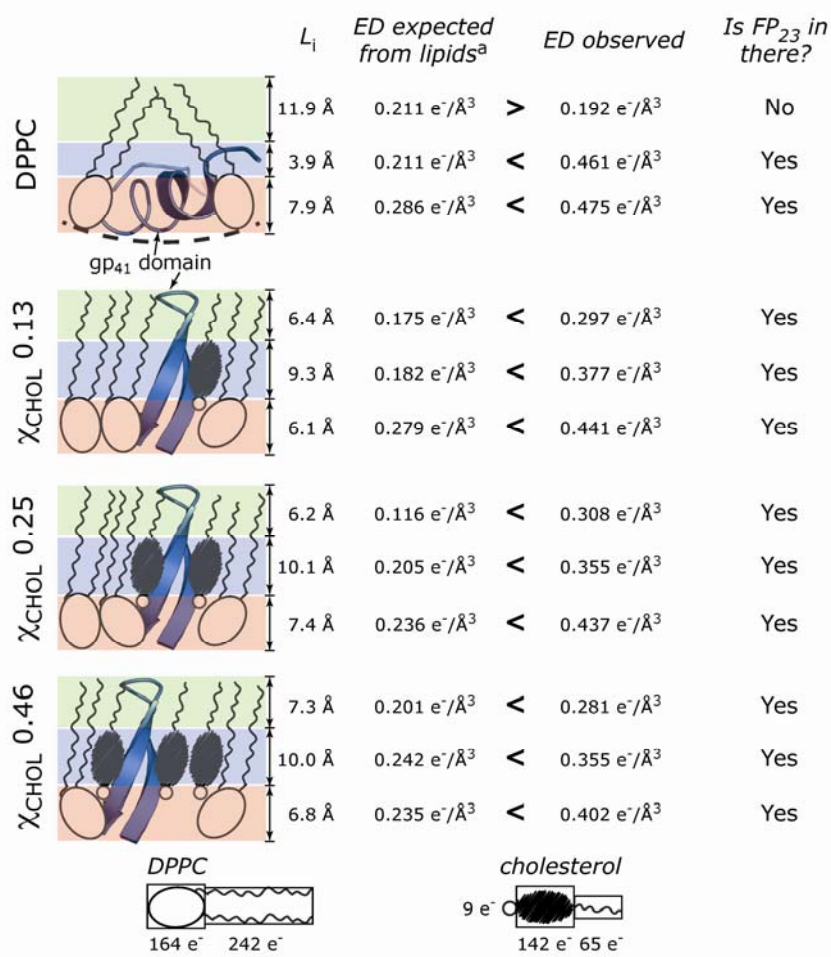 Lᵢ ED expected from lipidsᵃ ED observed Is FP₂₃ in there?
DPPC
11.9 Å 0.211 e⁻/Å³ > 0.192 e⁻/Å³ No
3.9 Å 0.211 e⁻/Å³ < 0.461 e⁻/Å³ Yes
7.9 Å 0.286 e⁻/Å³ < 0.475 e⁻/Å³ Yes
gp₄₁ domain
χCHOL 0.13
6.4 Å 0.175 e⁻/Å³ < 0.297 e⁻/Å³ Yes
9.3 Å 0.182 e⁻/Å³ < 0.377 e⁻/Å³ Yes
6.1 Å 0.279 e⁻/Å³ < 0.441 e⁻/Å³ Yes
χCHOL 0.25
6.2 Å 0.116 e⁻/Å³ < 0.308 e⁻/Å³ Yes
10.1 Å 0.205 e⁻/Å³ < 0.355 e⁻/Å³ Yes
7.4 Å 0.236 e⁻/Å³ < 0.437 e⁻/Å³ Yes
χCHOL 0.46
7.3 Å 0.201 e⁻/Å³ < 0.281 e⁻/Å³ Yes
10.0 Å 0.242 e⁻/Å³ < 0.355 e⁻/Å³ Yes
6.8 Å 0.235 e⁻/Å³ < 0.402 e⁻/Å³ Yes
DPPC cholesterol
9 e⁻
164 e⁻ 242 e⁻ 142 e⁻ 65 e⁻